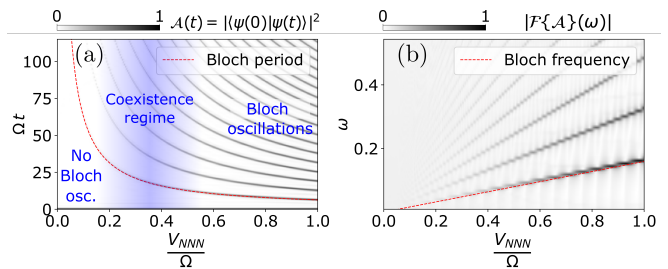 0 1 𝒜(t) = |⟨ψ(0)|ψ(t)⟩|²
0 1 |ℱ{𝒜}(ω)|
(a) Bloch period
Coexistence
regime
Bloch
oscillations
No
Bloch
osc.
Ωt
100
75
50
25
0
0.0 0.2 0.4 0.6 0.8 1.0
V_NNN
Ω
(b) Bloch frequency
ω
0.4
0.2
0.0 0.2 0.4 0.6 0.8 1.0
V_NNN
Ω